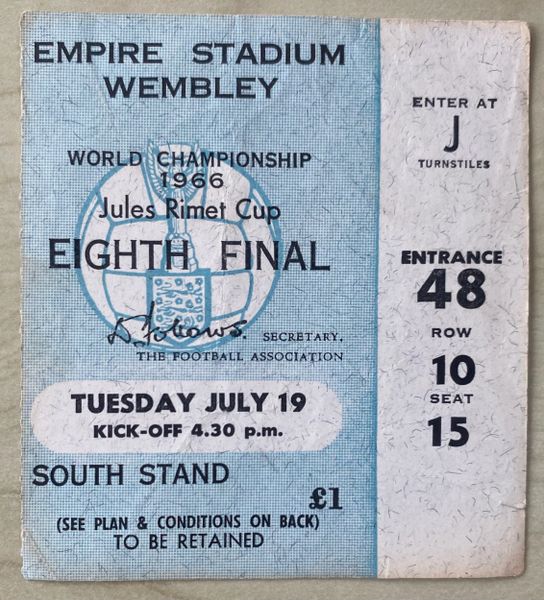 EMPIRE STADIUM
WEMBLEY
WORLD CHAMPIONSHIP
1966
Jules Rimet Cup
EIGHTH FINAL
D. Follows. SECRETARY,
THE FOOTBALL ASSOCIATION
TUESDAY JULY 19
KICK-OFF 4.30 p.m.
SOUTH STAND
£1
(SEE PLAN & CONDITIONS ON BACK)
TO BE RETAINED
ENTER AT
J
TURNSTILES
ENTRANCE
48
ROW
10
SEAT
15